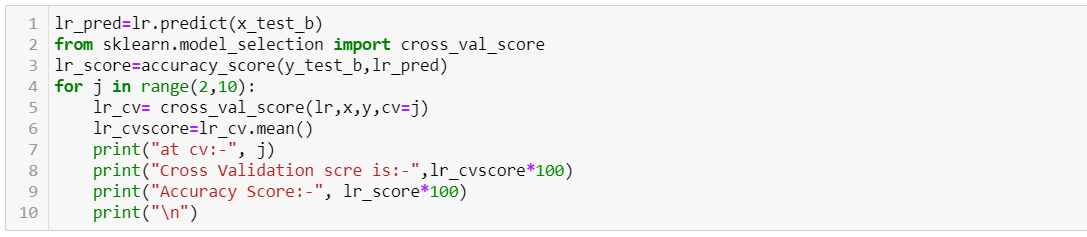 1 lr_pred=lr.predict(x_test_b)
2 from sklearn.model_selection import cross_val_score
3 lr_score=accuracy_score(y_test_b,lr_pred)
4 for j in range(2,10):
5     lr_cv= cross_val_score(lr,x,y,cv=j)
6     lr_cvscore=lr_cv.mean()
7     print("at cv:-", j)
8     print("Cross Validation scre is:-",lr_cvscore*100)
9     print("Accuracy Score:-", lr_score*100)
10     print("\n")